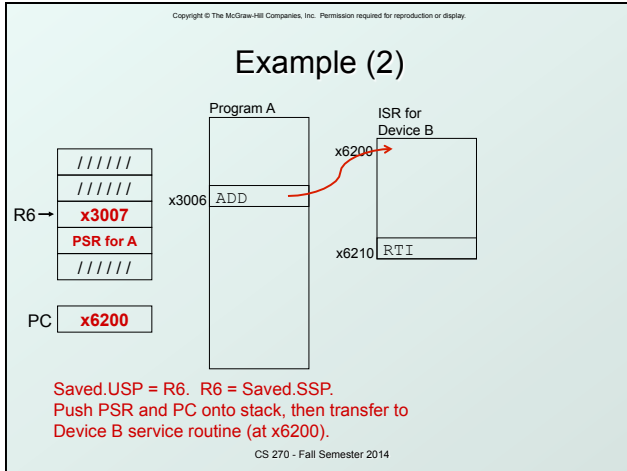 Copyright © The McGraw-Hill Companies, Inc. Permission required for reproduction or display.
Example (2)
Program A
ISR for
Device B
x6200
//////
//////
x3006 ADD
R6 x3007
PSR for A
x6210 RTI
//////
PC x6200
Saved.USP = R6. R6 = Saved.SSP.
Push PSR and PC onto stack, then transfer to
Device B service routine (at x6200).
CS 270 - Fall Semester 2014